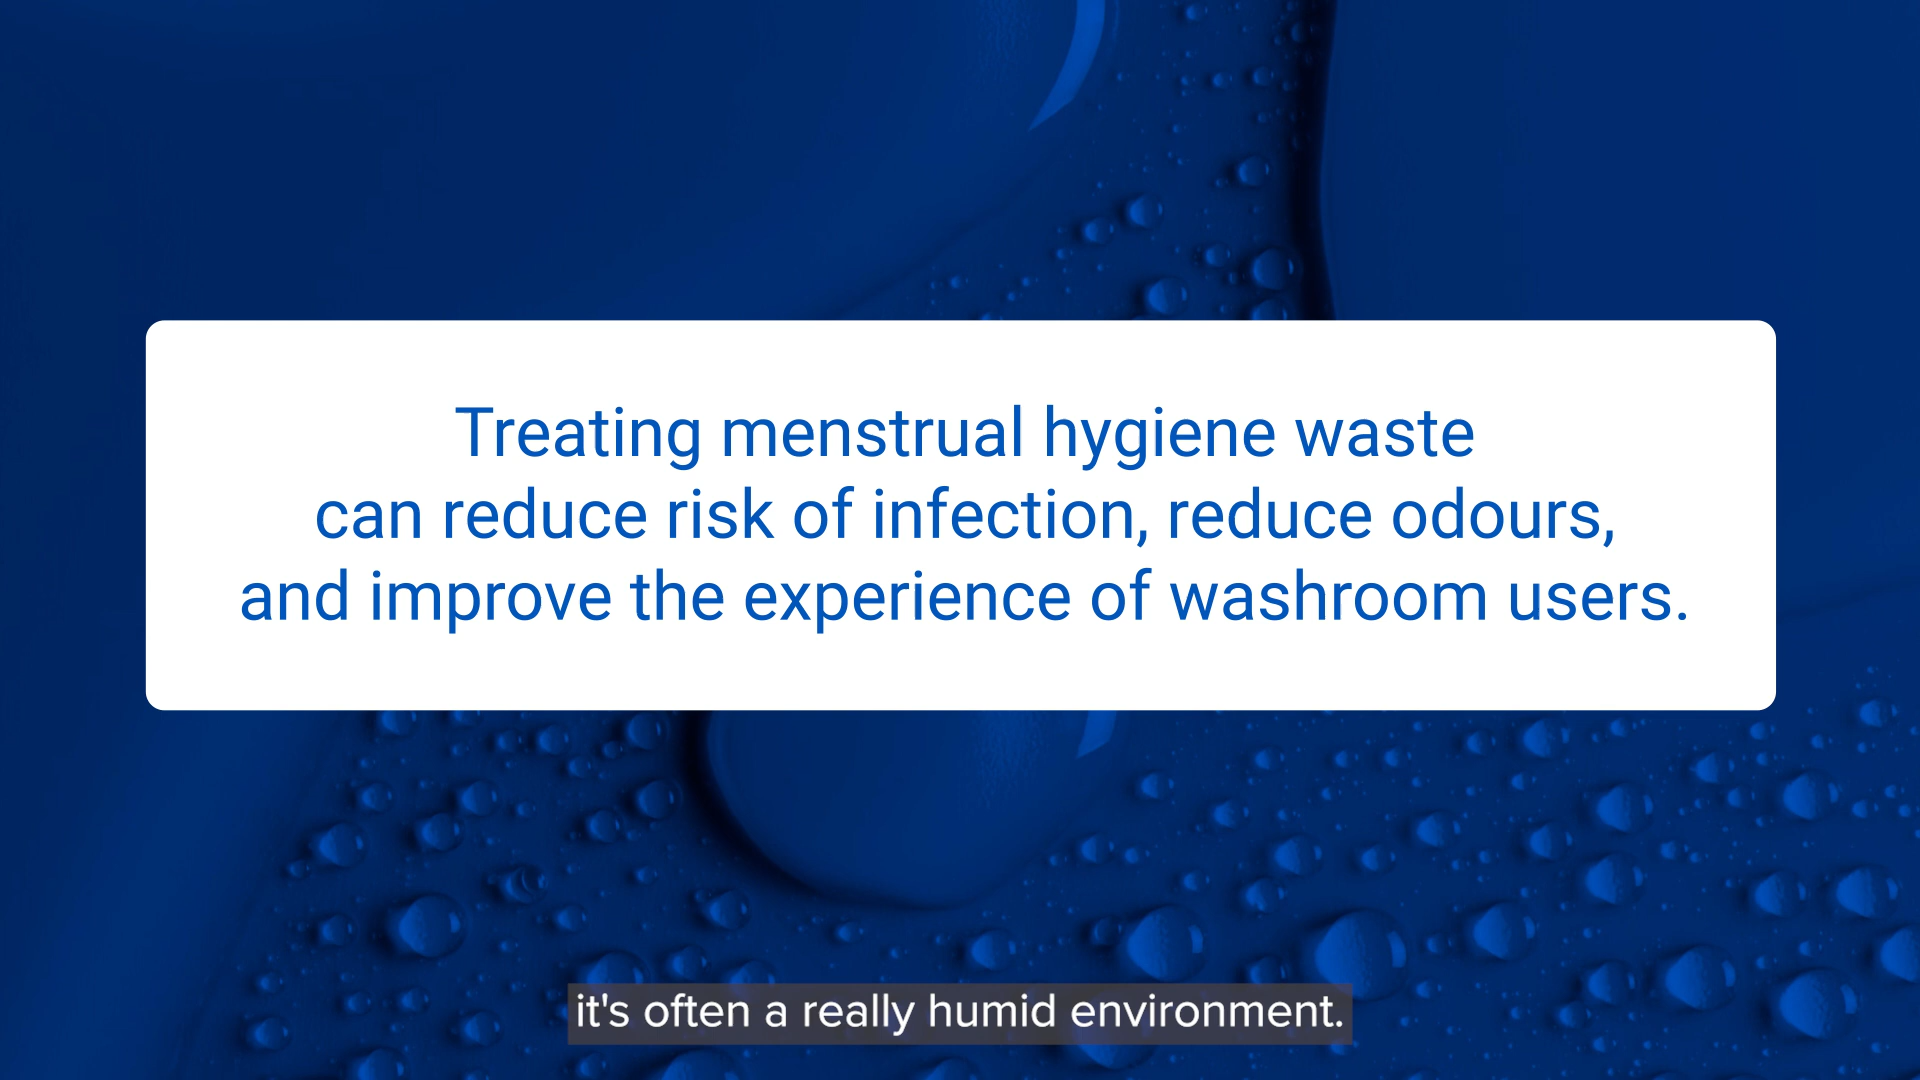 Treating menstrual hygiene waste
can reduce risk of infection, reduce odours,
and improve the experience of washroom users.
it's often a really humid environment.